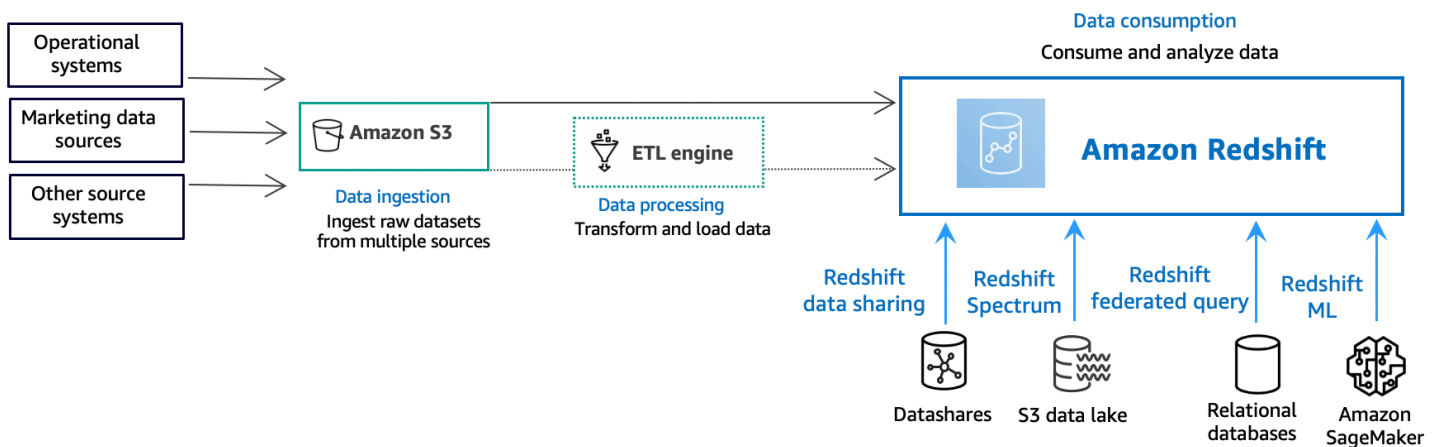 Operational
systems
Marketing data
sources
Other source
systems
Amazon S3
Data ingestion
Ingest raw datasets
from multiple sources
ETL engine
Data processing
Transform and load data
Data consumption
Consume and analyze data
Amazon Redshift
Redshift
data sharing
Redshift
Spectrum
Redshift
federated query
Redshift
ML
Datashares
S3 data lake
Relational
databases
Amazon
SageMaker